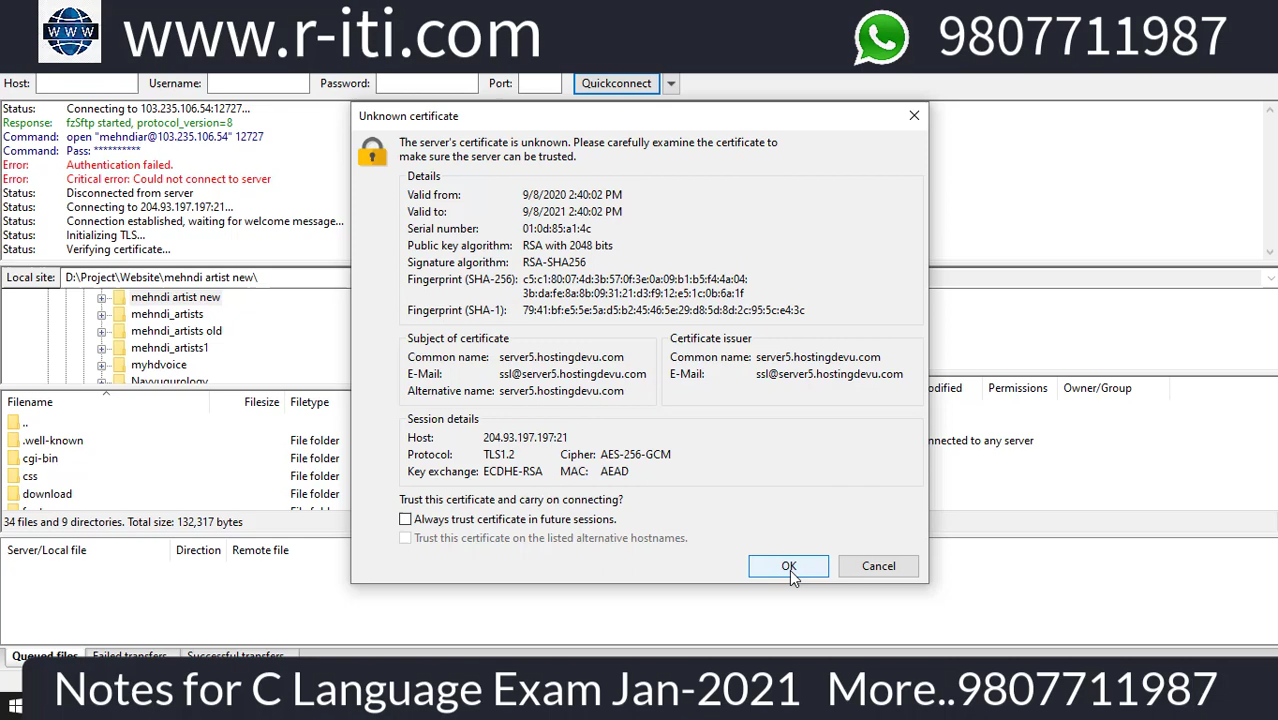 WWW
www.r-iti.com
9807711987
Host: Username: Password: Port: Quickconnect
Status: Connecting to 103.235.106.54:12727...
Response: fzSftp started, protocol_version=8
Command: open "mehndiar@103.235.106.54" 12727
Command: Pass: **********
Error: Authentication failed.
Error: Critical error: Could not connect to server
Status: Disconnected from server
Status: Connecting to 204.93.197.197:21...
Status: Connection established, waiting for welcome message...
Status: Initializing TLS...
Status: Verifying certificate...
Local site: D:\Project\Website\mehndi artist new\
mehndi artist new
mehndi_artists
mehndi_artists old
mehndi_artists1
myhdvoice
Navyugurology
Filename Filesize Filetype
..
.well-known File folder
cgi-bin File folder
css File folder
download File folder
34 files and 9 directories. Total size: 132,317 bytes
Server/Local file Direction Remote file
Queued files Failed transfers Successful transfers
Unknown certificate
The server's certificate is unknown. Please carefully examine the certificate to
make sure the server can be trusted.
Details
Valid from: 9/8/2020 2:40:02 PM
Valid to: 9/8/2021 2:40:02 PM
Serial number: 01:0d:85:a1:4c
Public key algorithm: RSA with 2048 bits
Signature algorithm: RSA-SHA256
Fingerprint (SHA-256): c5:c1:80:07:4d:3b:57:0f:3e:0a:09:b1:b5:f4:4a:04:
3b:da:fe:8a:8b:09:31:21:d3:f9:12:e5:1c:0b:6a:1f
Fingerprint (SHA-1): 79:41:bf:e5:5e:5a:d5:b2:45:46:5e:29:d8:5d:8d:2c:95:5c:e4:3c
Subject of certificate
Common name: server5.hostingdevu.com
E-Mail: ssl@server5.hostingdevu.com
Alternative name: server5.hostingdevu.com
Certificate issuer
Common name: server5.hostingdevu.com
E-Mail: ssl@server5.hostingdevu.com
Session details
Host: 204.93.197.197:21
Protocol: TLS1.2 Cipher: AES-256-GCM
Key exchange: ECDHE-RSA MAC: AEAD
Trust this certificate and carry on connecting?
Always trust certificate in future sessions.
Trust this certificate on the listed alternative hostnames.
OK Cancel
odified Permissions Owner/Group
nnected to any server
Notes for C Language Exam Jan-2021 More..9807711987